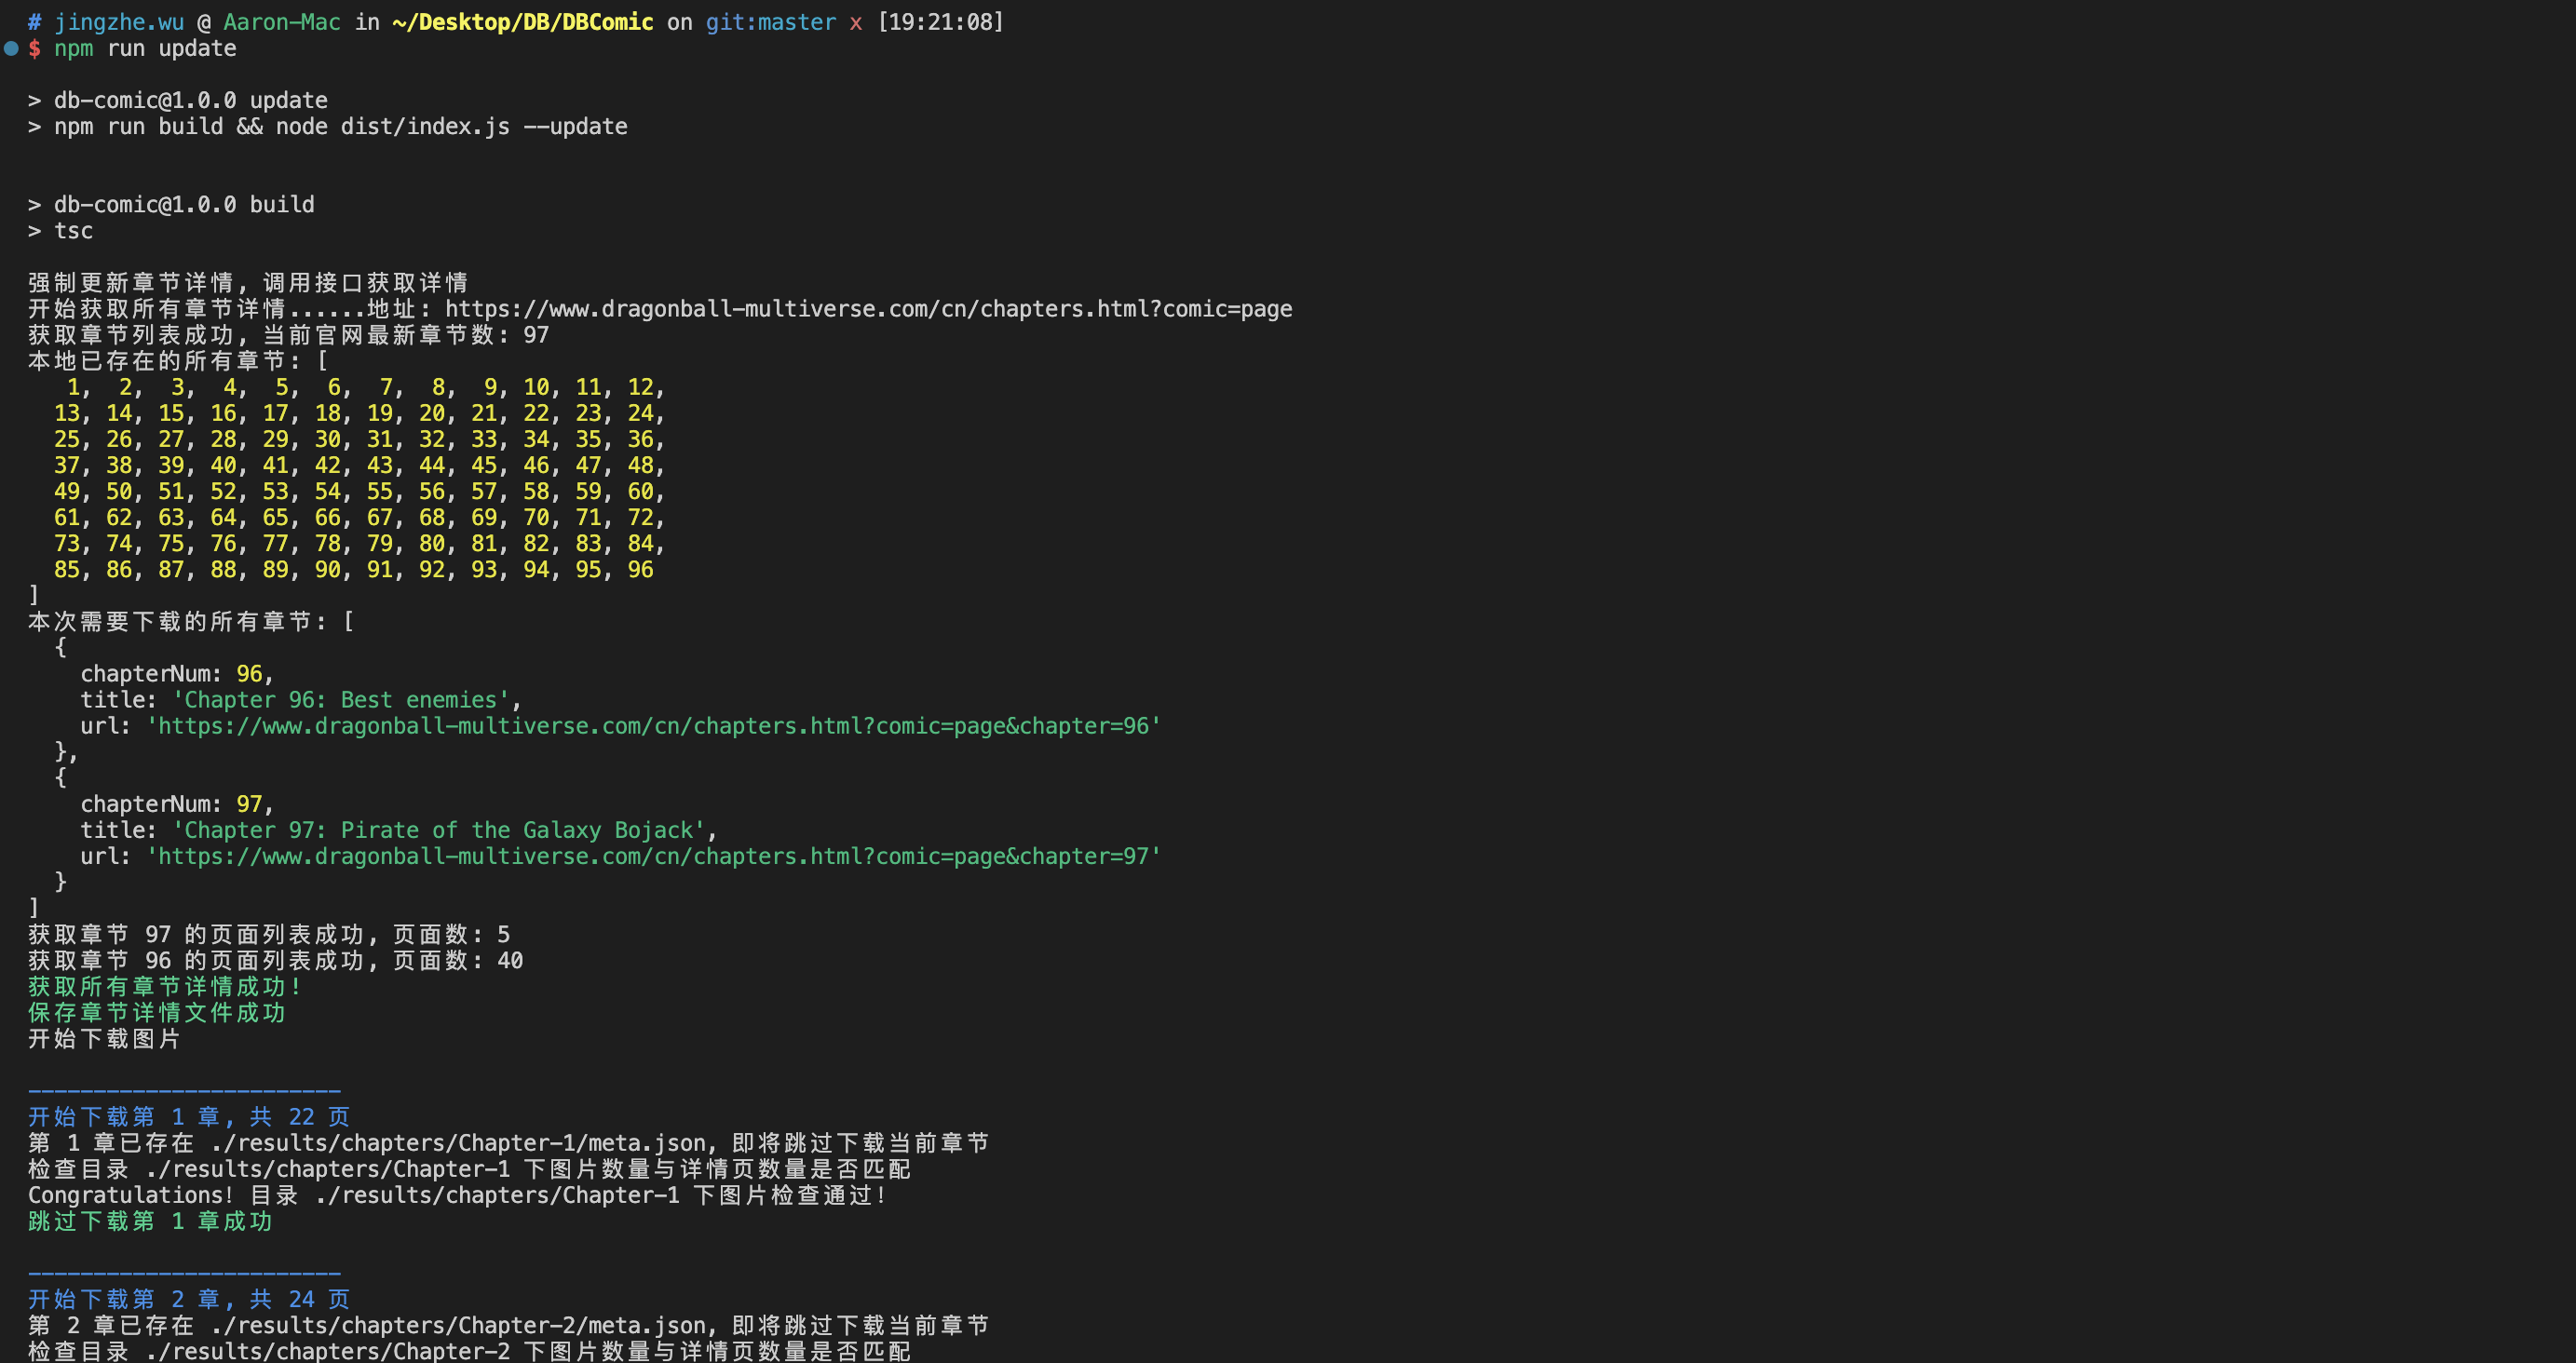 # jingzhe.wu @ Aaron-Mac in ~/Desktop/DB/DBComic on git:master x [19:21:08]
$ npm run update
> db-comic@1.0.0 update
> npm run build && node dist/index.js --update
> db-comic@1.0.0 build
> tsc
强制更新章节详情, 调用接口获取详情
开始获取所有章节详情......地址: https://www.dragonball-multiverse.com/cn/chapters.html?comic=page
获取章节列表成功, 当前官网最新章节数: 97
本地已存在的所有章节: [
1, 2, 3, 4, 5, 6, 7, 8, 9, 10, 11, 12,
13, 14, 15, 16, 17, 18, 19, 20, 21, 22, 23, 24,
25, 26, 27, 28, 29, 30, 31, 32, 33, 34, 35, 36,
37, 38, 39, 40, 41, 42, 43, 44, 45, 46, 47, 48,
49, 50, 51, 52, 53, 54, 55, 56, 57, 58, 59, 60,
61, 62, 63, 64, 65, 66, 67, 68, 69, 70, 71, 72,
73, 74, 75, 76, 77, 78, 79, 80, 81, 82, 83, 84,
85, 86, 87, 88, 89, 90, 91, 92, 93, 94, 95, 96
]
本次需要下载的所有章节: [
{
chapterNum: 96,
title: 'Chapter 96: Best enemies',
url: 'https://www.dragonball-multiverse.com/cn/chapters.html?comic=page&chapter=96'
},
{
chapterNum: 97,
title: 'Chapter 97: Pirate of the Galaxy Bojack',
url: 'https://www.dragonball-multiverse.com/cn/chapters.html?comic=page&chapter=97'
}
]
获取章节 97 的页面列表成功, 页面数: 5
获取章节 96 的页面列表成功, 页面数: 40
获取所有章节详情成功!
保存章节详情文件成功
开始下载图片
------------------------
开始下载第 1 章, 共 22 页
第 1 章已存在 ./results/chapters/Chapter-1/meta.json, 即将跳过下载当前章节
检查目录 ./results/chapters/Chapter-1 下图片数量与详情页数量是否匹配
Congratulations! 目录 ./results/chapters/Chapter-1 下图片检查通过!
跳过下载第 1 章成功
------------------------
开始下载第 2 章, 共 24 页
第 2 章已存在 ./results/chapters/Chapter-2/meta.json, 即将跳过下载当前章节
检查目录 ./results/chapters/Chapter-2 下图片数量与详情页数量是否匹配